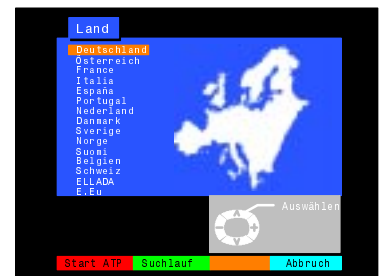 Land
Deutschland
Österreich
France
Italia
España
Portugal
Nederland
Danmark
Sverige
Norge
Suomi
Belgien
Schweiz
ELLADA
E.Eu
Auswählen
Start ATP Suchlauf Abbruch